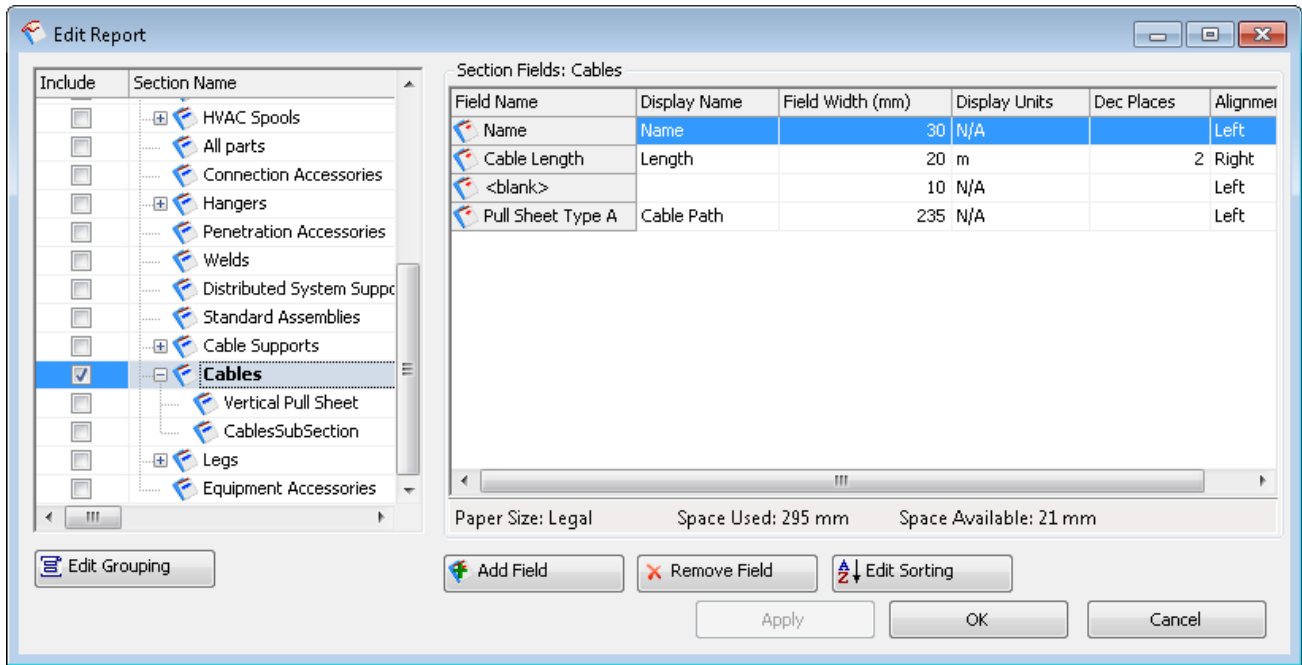 Edit Report
Include Section Name
HVAC Spools
All parts
Connection Accessories
Hangers
Penetration Accessories
Welds
Distributed System Suppo
Standard Assemblies
Cable Supports
Cables
Vertical Pull Sheet
CablesSubSection
Legs
Equipment Accessories
Edit Grouping
Section Fields: Cables
Field Name Display Name Field Width (mm) Display Units Dec Places Alignmer
Name Name 30 N/A Left
Cable Length Length 20 m 2 Right
<blank> 10 N/A Left
Pull Sheet Type A Cable Path 235 N/A Left
Paper Size: Legal Space Used: 295 mm Space Available: 21 mm
Add Field Remove Field Edit Sorting
Apply OK Cancel